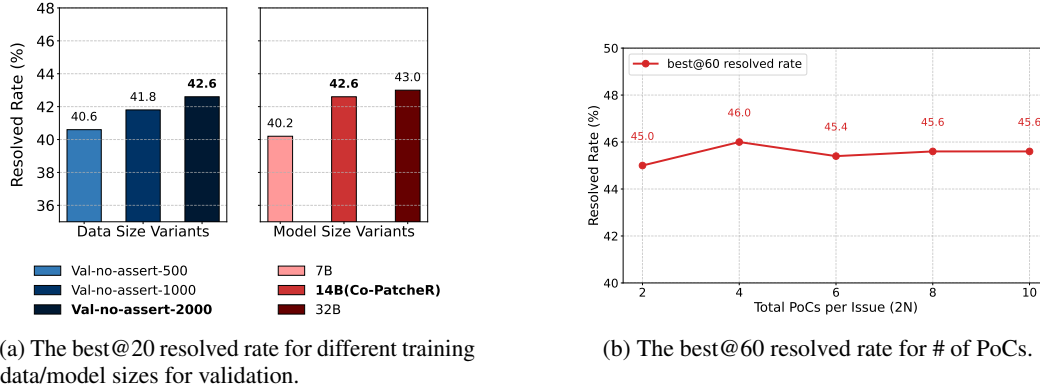 48
46
44
42
40
38
36
Resolved Rate (%)
40.6
41.8
42.6
Data Size Variants
40.2
42.6
43.0
Model Size Variants
Val-no-assert-500
Val-no-assert-1000
Val-no-assert-2000
7B
14B(Co-PatcheR)
32B
(a) The best@20 resolved rate for different training
data/model sizes for validation.
50
48
46
44
42
40
Resolved Rate (%)
best@60 resolved rate
45.0
46.0
45.4
45.6
45.6
2
4
6
8
10
Total PoCs per Issue (2N)
(b) The best@60 resolved rate for # of PoCs.